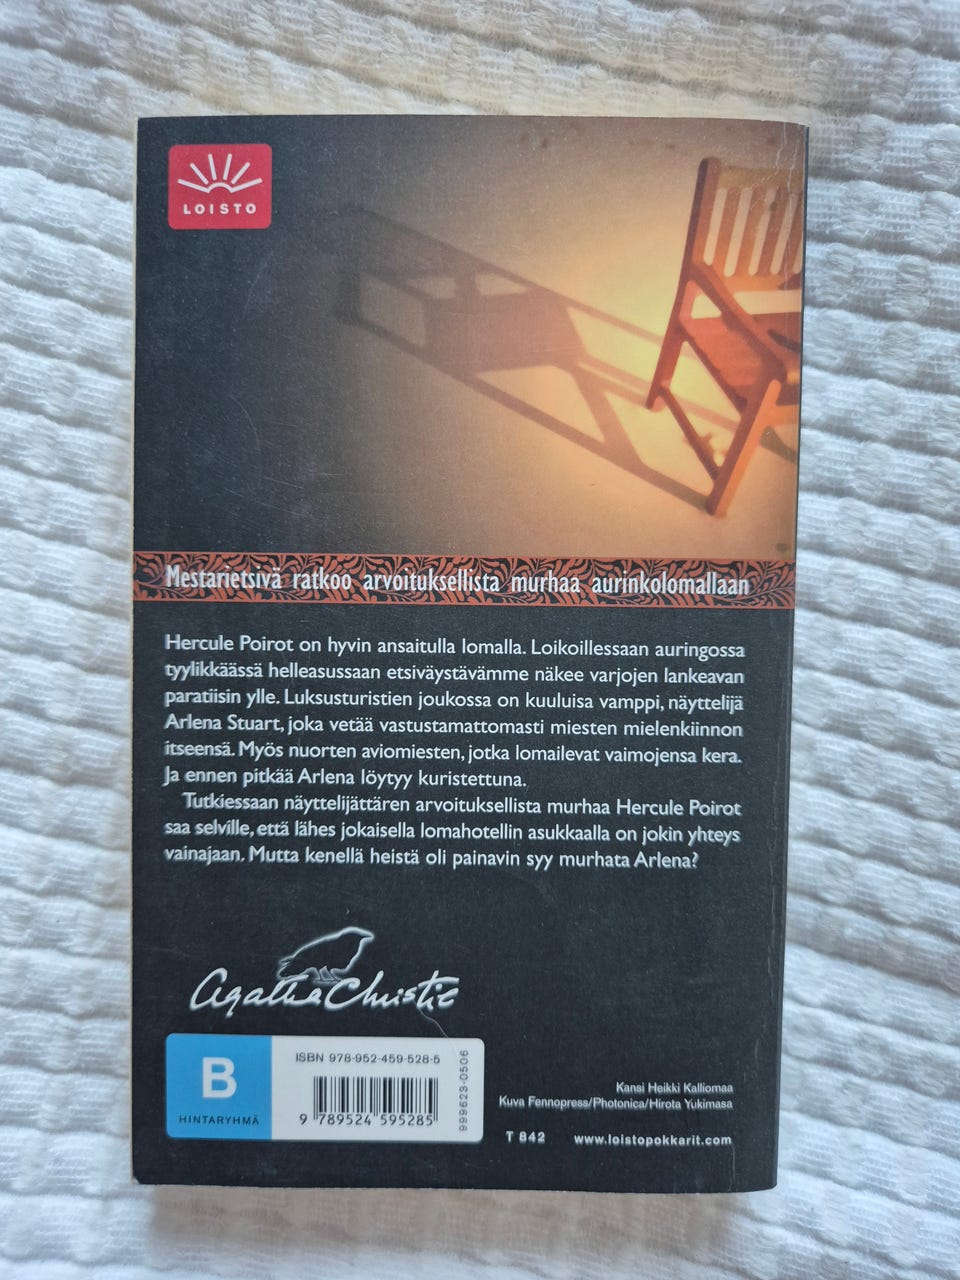 LOISTO
Mestarietsivä ratkoo arvoituksellista murhaa aurinkolomallaan
Hercule Poirot on hyvin ansaitulla lomalla. Loikoillessaan auringossa
tyylikkäässä helleasussaan etsiväystävämme näkee varjojen lankeavan
paratiisin ylle. Luksusturistien joukossa on kuuluisa vamppi, näyttelijä
Arlena Stuart, joka vetää vastustamattomasti miesten mielenkiinnon
itseensä. Myös nuorten aviomiesten, jotka lomailevat vaimojensa kera.
Ja ennen pitkää Arlena löytyy kuristettuna.
Tutkiessaan näyttelijättären arvoituksellista murhaa Hercule Poirot
saa selville, että lähes jokaisella lomahotellin asukkaalla on jokin yhteys
vainajaan. Mutta kenellä heistä oli painavin syy murhata Arlena?
Agatha Christie
B
HINTARYHMÄ
ISBN 978-952-459-528-5
9 789524 595285
999623-0506
Kansi Heikki Kalliomaa
Kuva Fennopress/Photonica/Hirota Yukimasa
T 842 www.loistopokkarit.com